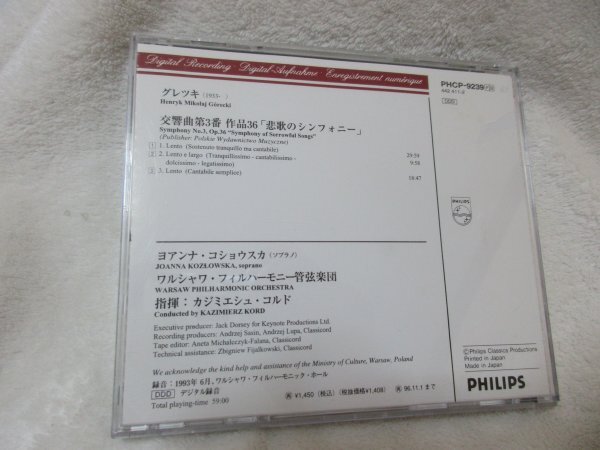 Digital Recording · Digital-Aufnahme · Enregistrement numérique
PHCP-9239
442 411-2
DDD
グレツキ (1933- )
Henryk Mikołaj Górecki
交響曲第3番 作品36「悲歌のシンフォニー」
Symphony No.3, Op.36 "Symphony of Sorrowful Songs"
(Publisher: Polskie Wydawnictwo Muzyczne)
1 1. Lento (Sostenuto tranquillo ma cantabile)
2 2. Lento e largo (Tranquillissimo - cantabilissimo - 29:59
dolcissimo - legatissimo) 9:58
3 3. Lento (Cantabile semplice) 18:47
PHILIPS
ヨアンナ・コショウスカ (ソプラノ)
JOANNA KOZŁOWSKA, soprano
ワルシャワ・フィルハーモニー管弦楽団
WARSAW PHILHARMONIC ORCHESTRA
指揮：カジミエシュ・コルド
Conducted by KAZIMIERZ KORD
Executive producer: Jack Dorsey for Keynote Productions Ltd.
Recording producers: Andrzej Sasin, Andrzej Lupa, Classicord
Tape editor: Aneta Michalczyk-Falana, Classicord
Technical assistance: Zbigniew Fijalkowski, Classicord
We acknowledge the kind help and assistance of the Ministry of Culture, Warsaw, Poland
録音：1993年 6月, ワルシャワ・フィルハーモニック・ホール
DDD デジタル録音
Total playing-time 59:00
¥1,450 (税込) (税抜価格¥1,408)
96.11.1 まで
Ⓟ Philips Classics Productions
Printed in Japan
Made in Japan
PHILIPS